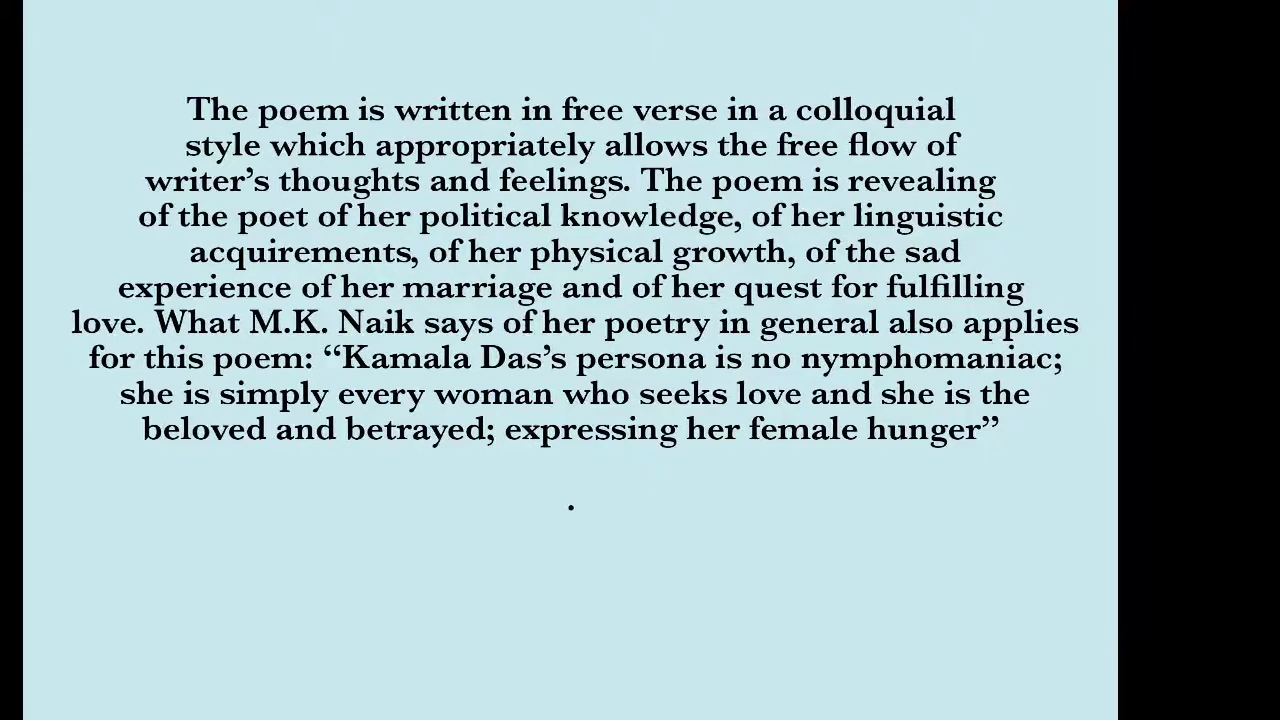 The poem is written in free verse in a colloquial
style which appropriately allows the free flow of
writer’s thoughts and feelings. The poem is revealing
of the poet of her political knowledge, of her linguistic
acquirements, of her physical growth, of the sad
experience of her marriage and of her quest for fulfilling
love. What M.K. Naik says of her poetry in general also applies
for this poem: “Kamala Das’s persona is no nymphomaniac;
she is simply every woman who seeks love and she is the
beloved and betrayed; expressing her female hunger”
.